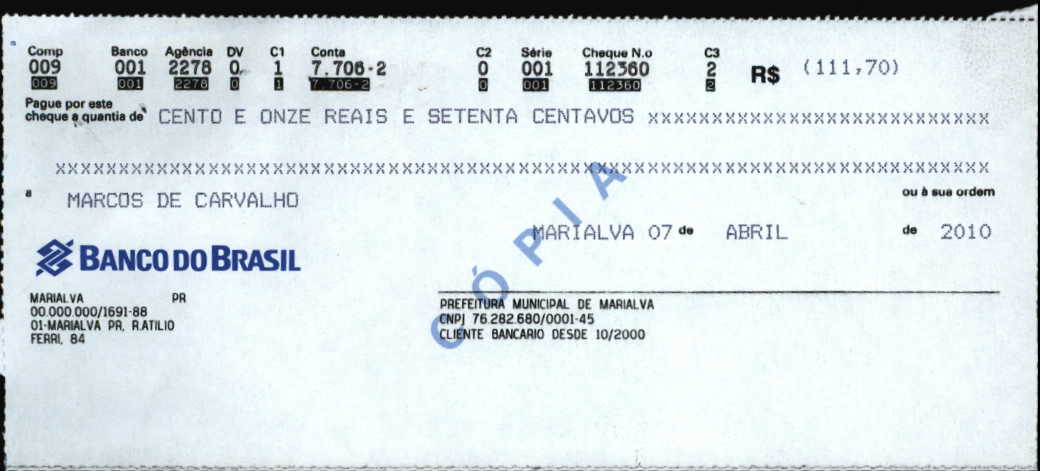 Comp Banco Agência DV C1 Conta C2 Série Cheque N.o C3
009 001 2278 0 1 7.706-2 0 001 112360 2 R$ (111,70)
009 001 2278 0 1 7.706-2 0 001 112360 2
Pague por este
cheque a quantia de CENTO E ONZE REAIS E SETENTA CENTAVOS xxxxxxxxxxxxxxxxxxxxxxxxxxx
xxxxxxxxxxxxxxxxxxxxxxxxxxxxxxxxxxxxxxxxxxxxxxxxxxxxxxxxxxxxxxxxxxxxxxxxxx
a MARCOS DE CARVALHO ou à sua ordem
MARIALVA 07 de ABRIL de 2010
BANCO DO BRASIL
MARIALVA PR
00.000.000/1691-88
01-MARIALVA PR, R.ATILIO
FERRI, 84
PREFEITURA MUNICIPAL DE MARIALVA
CNPJ 76.282.680/0001-45
CLIENTE BANCARIO DESDE 10/2000
CÓPIA